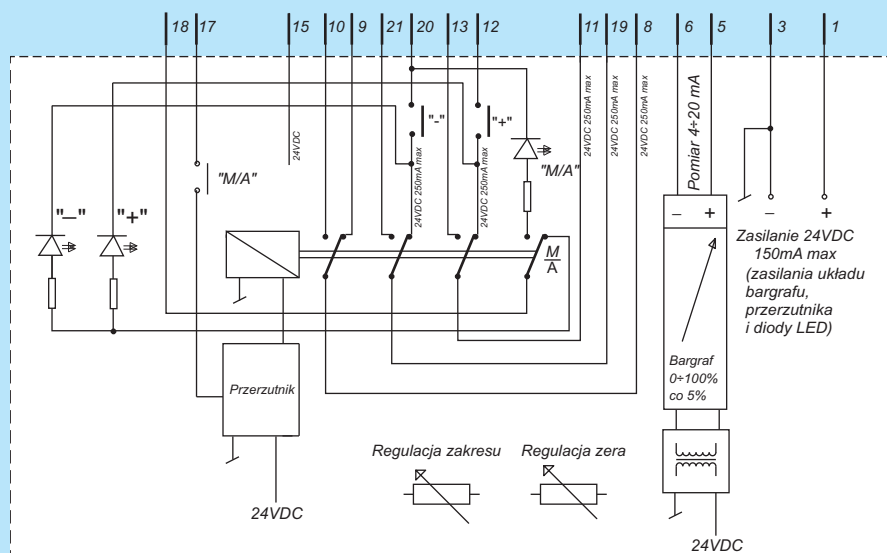 18 17 15 10 9 21 20 13 12 11 19 8 6 5 3 1
24VDC
24VDC 250mA max
24VDC 250mA max
24VDC 250mA max
24VDC 250mA max
24VDC 250mA max
Pomiar 4÷20 mA
"-"
"+"
"M/A"
"M/A"
"–"
"+"
M
A
– +
– +
Zasilanie 24VDC
150mA max
(zasilania układu
bargrafu,
przerzutnika
i diody LED)
Bargraf
0÷100%
co 5%
Przerzutnik
Regulacja zakresu
Regulacja zera
24VDC
24VDC